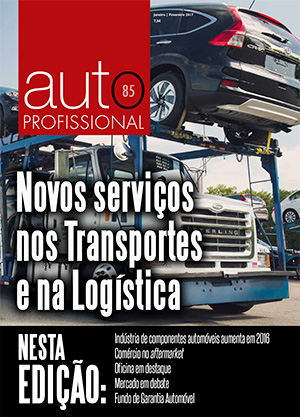 Janeiro | Fevereiro 2017
auto
85
PROFISSIONAL
STERLING
Novos serviços
nos Transportes
e na Logística
NESTA
EDIÇÃO:
Indústria de componentes automóveis aumenta em 2016
Comércio no aftermarket
Oficina em destaque
Mercado em debate
Fundo de Garantia Automóvel